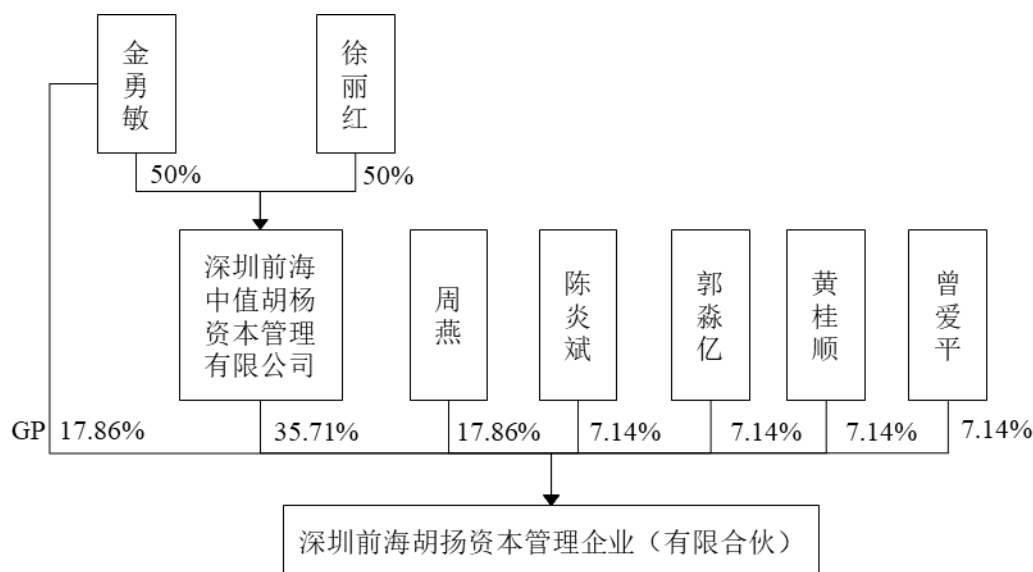 金勇敏
徐丽红
50%
50%
深圳前海
中值胡杨
资本管理
有限公司
周燕
陈炎斌
郭淼亿
黄桂顺
曾爱平
GP 17.86%
35.71%
17.86%
7.14%
7.14%
7.14%
7.14%
深圳前海胡扬资本管理企业（有限合伙）